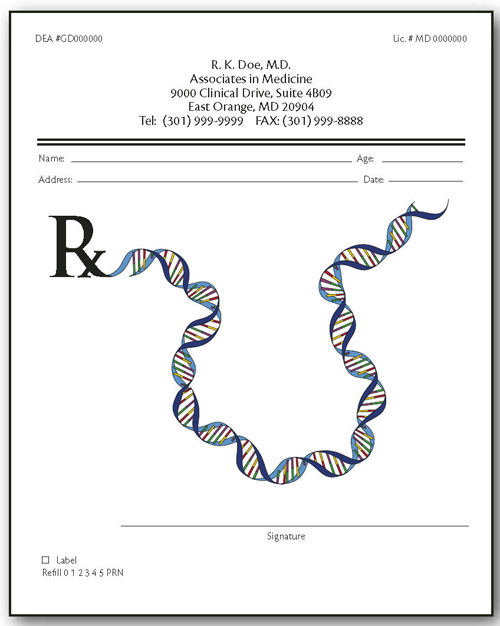 DEA #GD000000
Lic. # MD 0000000
R. K. Doe, M.D.
Associates in Medicine
9000 Clinical Drive, Suite 4B09
East Orange, MD 20904
Tel: (301) 999-9999 FAX: (301) 999-8888
Name: Age:
Address: Date:
Rx
Signature
Label
Refill 0 1 2 3 4 5 PRN